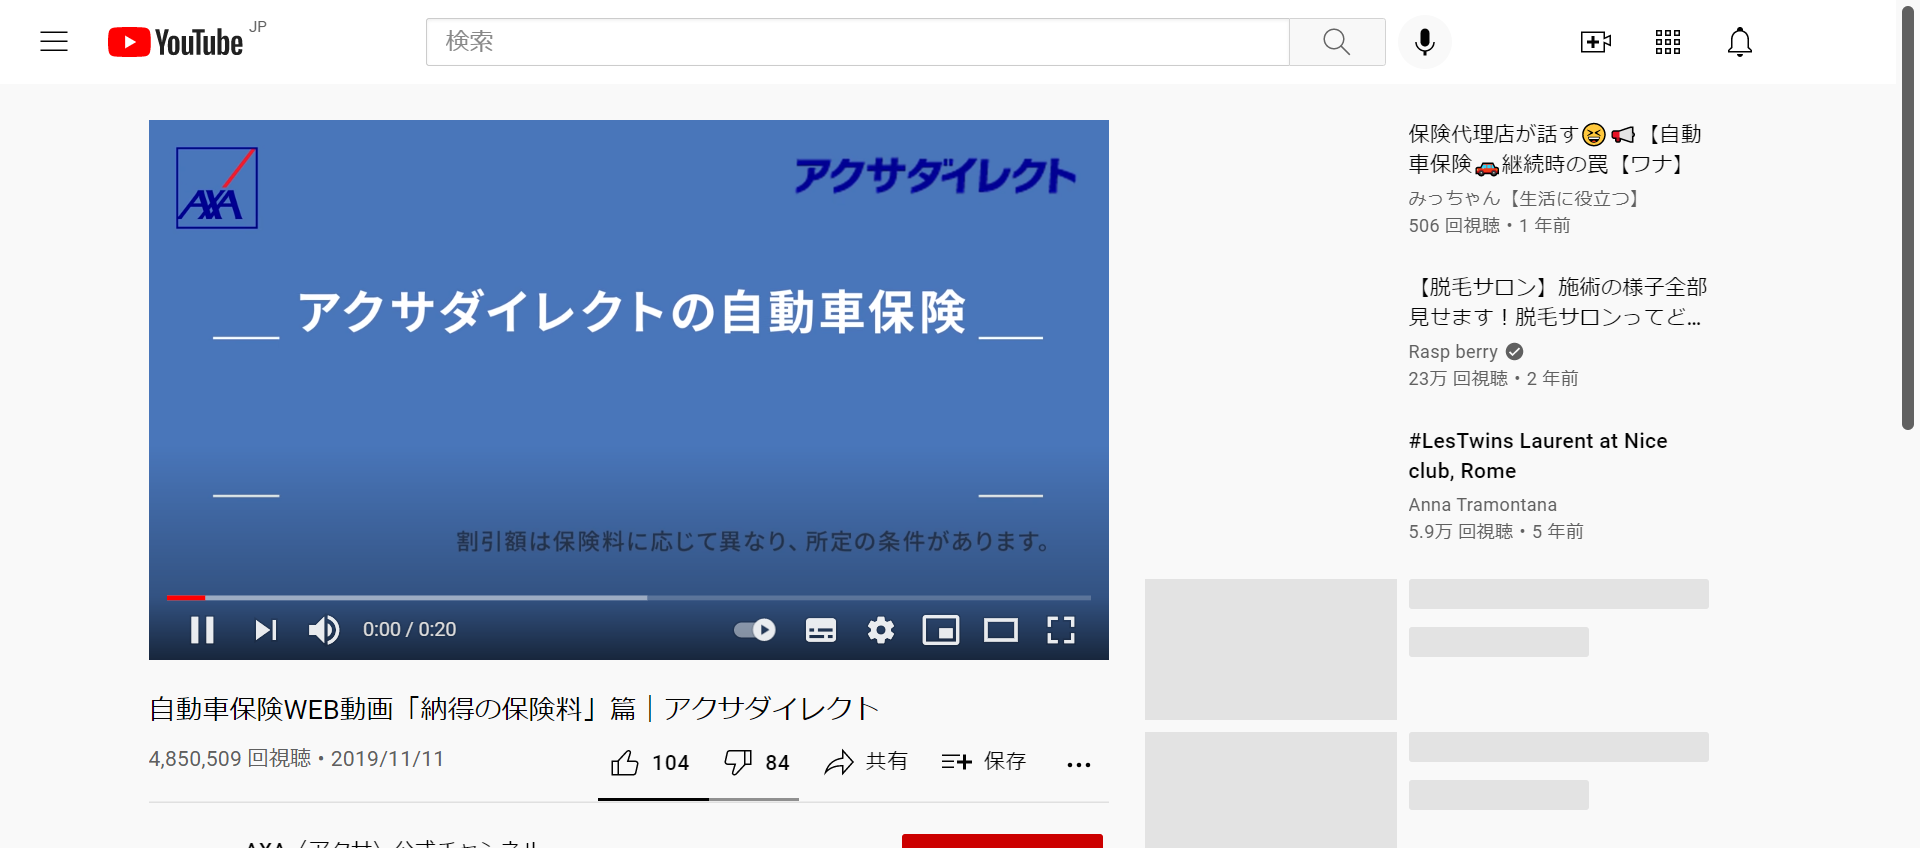 YouTube JP
検索
AXA
アクサダイレクト
アクサダイレクトの自動車保険
割引額は保険料に応じて異なり、所定の条件があります。
0:00 / 0:20
自動車保険WEB動画「納得の保険料」篇｜アクサダイレクト
4,850,509 回視聴・2019/11/11
104
84
共有
保存
AXA〈アクサ〉公式チャンネル
保険代理店が話す😆📢【自動
車保険🚗継続時の罠【ワナ】
みっちゃん【生活に役立つ】
506 回視聴・1 年前
【脱毛サロン】施術の様子全部
見せます！脱毛サロンってど...
Rasp berry
23万 回視聴・2 年前
#LesTwins Laurent at Nice
club, Rome
Anna Tramontana
5.9万 回視聴・5 年前